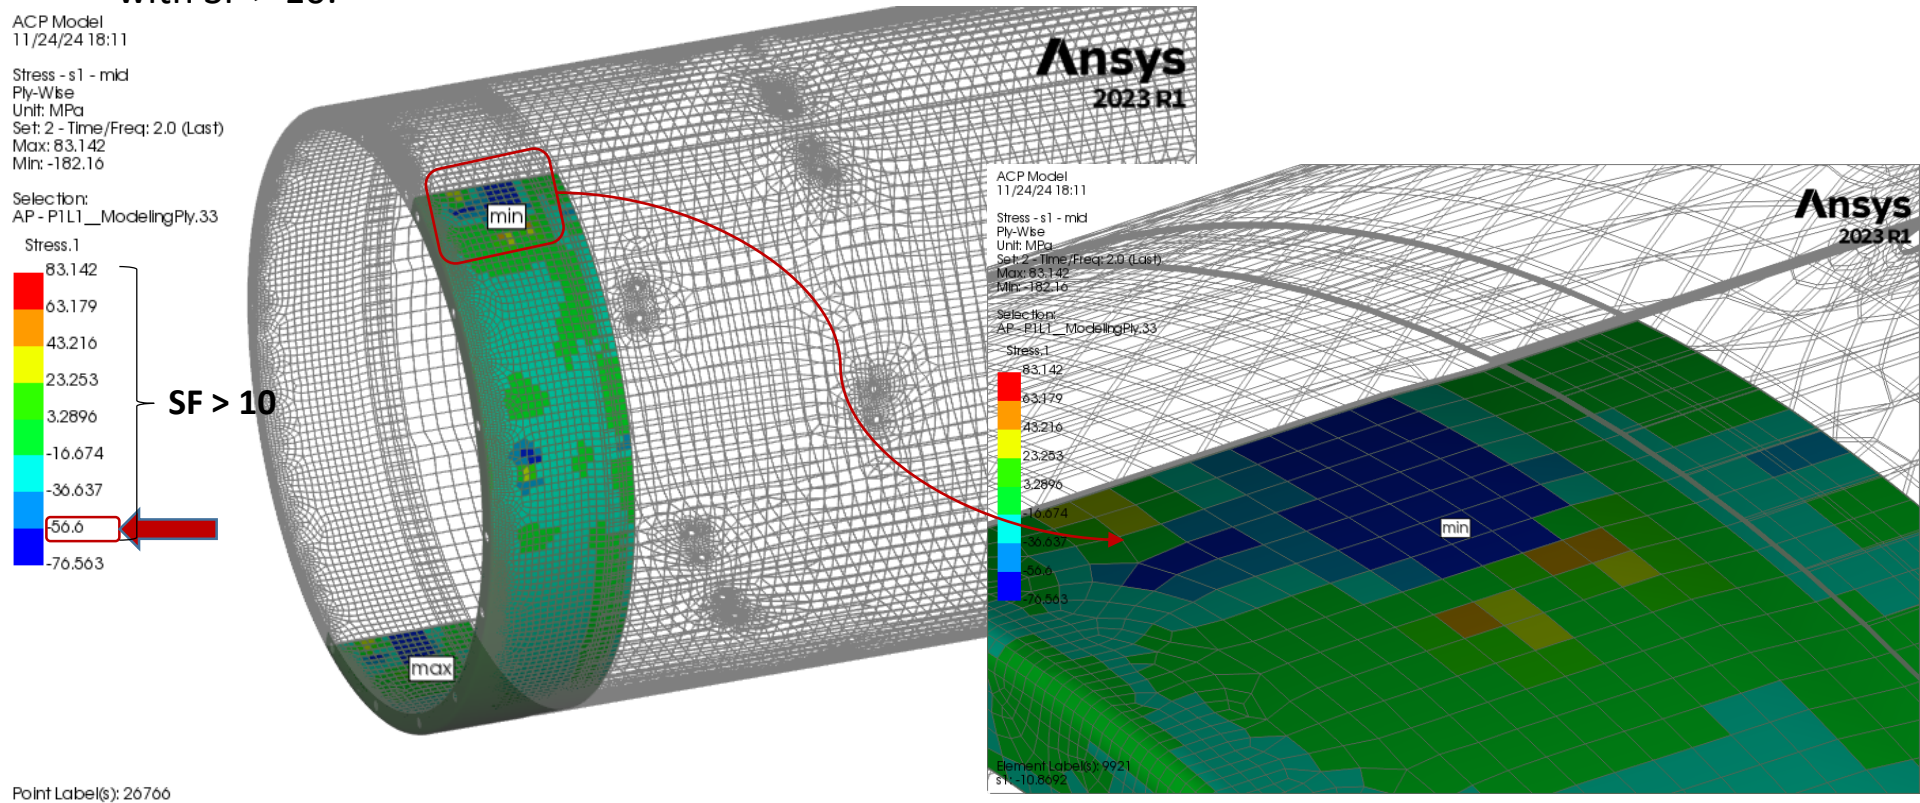 with SF > 10.
ACP Model
11/24/24 18:11
Stress - s1 - mid
Ply-Wise
Unit: MPa
Set: 2 - Time/Freq: 2.0 (Last)
Max: 83.142
Min: -182.16
Selection:
AP - P1L1__ModelingPly.33
Stress.1
83.142
63.179
43.216
23.253
3.2896
-16.674
-36.637
-56.6
-76.563
SF > 10
min
max
Ansys
2023 R1
Point Label(s): 26766
ACP Model
11/24/24 18:11
Stress - s1 - mid
Ply-Wise
Unit: MPa
Set: 2 - Time/Freq: 2.0 (Last)
Max: 83.142
Min: -182.16
Selection:
AP - P1L1__ModelingPly.33
Stress.1
83.142
63.179
43.216
23.253
3.2896
-16.674
-36.637
-56.6
-76.563
min
Ansys
2023 R1
Element Label(s): 9921
s1: -10.8692